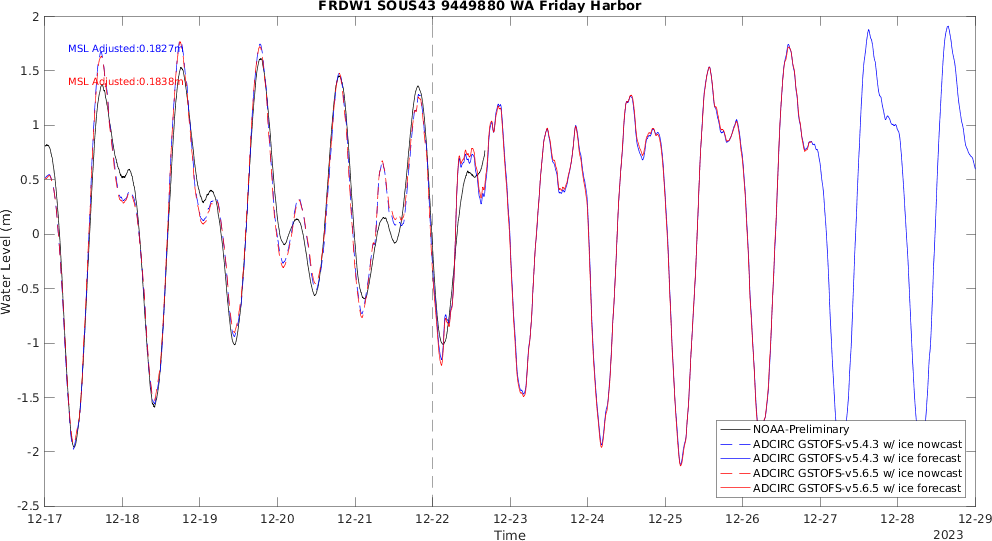 FRDW1 SOUS43 9449880 WA Friday Harbor
2
1.5
1
0.5
0
-0.5
-1
-1.5
-2
-2.5
Water Level (m)
MSL Adjusted:0.1827m
MSL Adjusted:0.1838m
NOAA-Preliminary
ADCIRC GSTOFS-v5.4.3 w/ ice nowcast
ADCIRC GSTOFS-v5.4.3 w/ ice forecast
ADCIRC GSTOFS-v5.6.5 w/ ice nowcast
ADCIRC GSTOFS-v5.6.5 w/ ice forecast
12-17 12-18 12-19 12-20 12-21 12-22 12-23 12-24 12-25 12-26 12-27 12-28 12-29
Time
2023